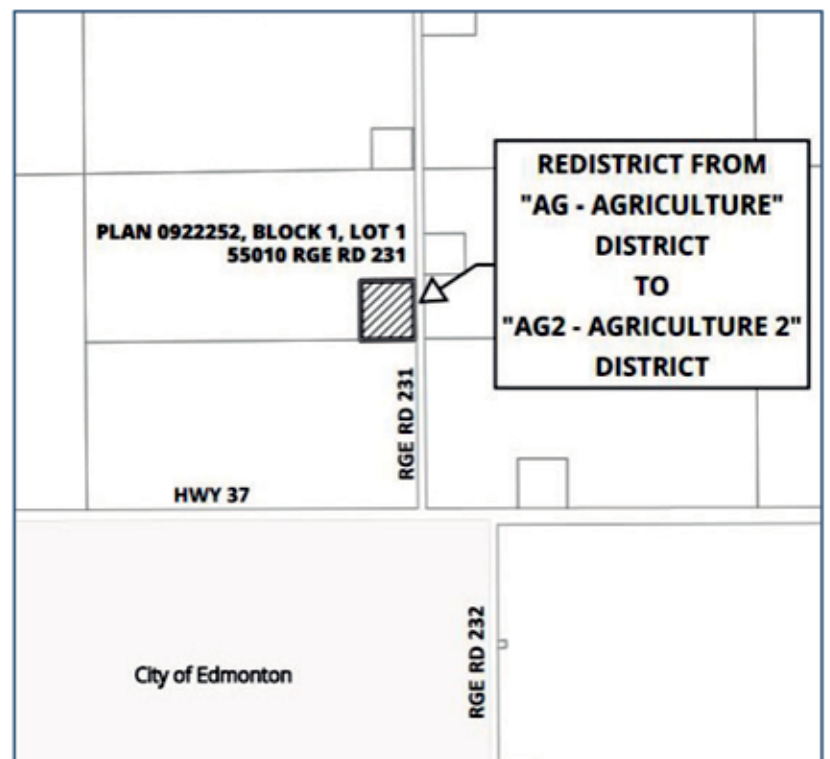 PLAN 0922252, BLOCK 1, LOT 1
55010 RGE RD 231
REDISTRICT FROM
"AG - AGRICULTURE"
DISTRICT
TO
"AG2 - AGRICULTURE 2"
DISTRICT
RGE RD 231
HWY 37
RGE RD 232
City of Edmonton